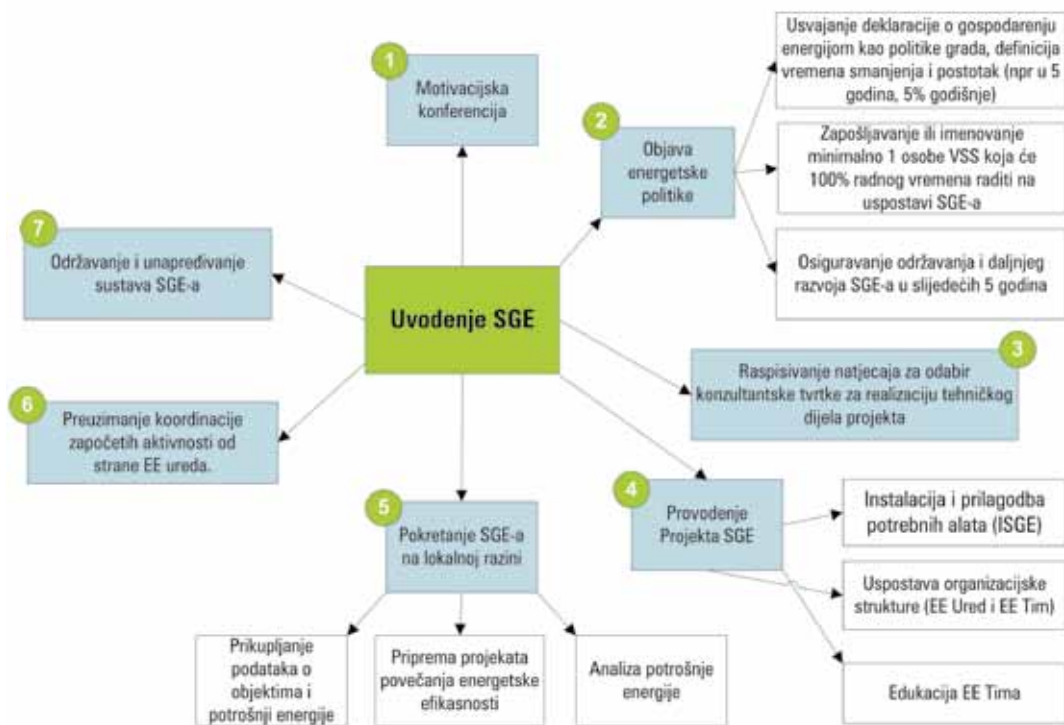 1
Motivacijska
konferencija
2
Objava
energetske
politike
Usvajanje deklaracije o gospodarenju
energijom kao politike grada, definicija
vremena smanjenja i postotak (npr u 5
godina, 5% godišnje)
Zapošljavanje ili imenovanje
minimalno 1 osobe VSS koja će
100% radnog vremena raditi na
uspostavi SGE-a
Osiguravanje održavanja i daljnjeg
razvoja SGE-a u slijedećih 5 godina
7
Održavanje i unapređivanje
sustava SGE-a
Uvođenje SGE
3
Raspisivanje natjecaja za odabir
konzultantske tvrtke za realizaciju tehničkog
dijela projekta
6
Preuzimanje koordinacije
započetih aktivnosti od
strane EE ureda.
4
Provođenje
Projekta SGE
Instalacija i prilagodba
potrebnih alata (ISGE)
Uspostava organizacijske
strukture (EE Ured i EE Tim)
Edukacija EE Tima
5
Pokretanje SGE-a
na lokalnoj razini
Prikupljanje
podataka o
objektima i
potrošnji energije
Priprema projekata
povečanja energetske
efikasnosti
Analiza potrošnje
energije